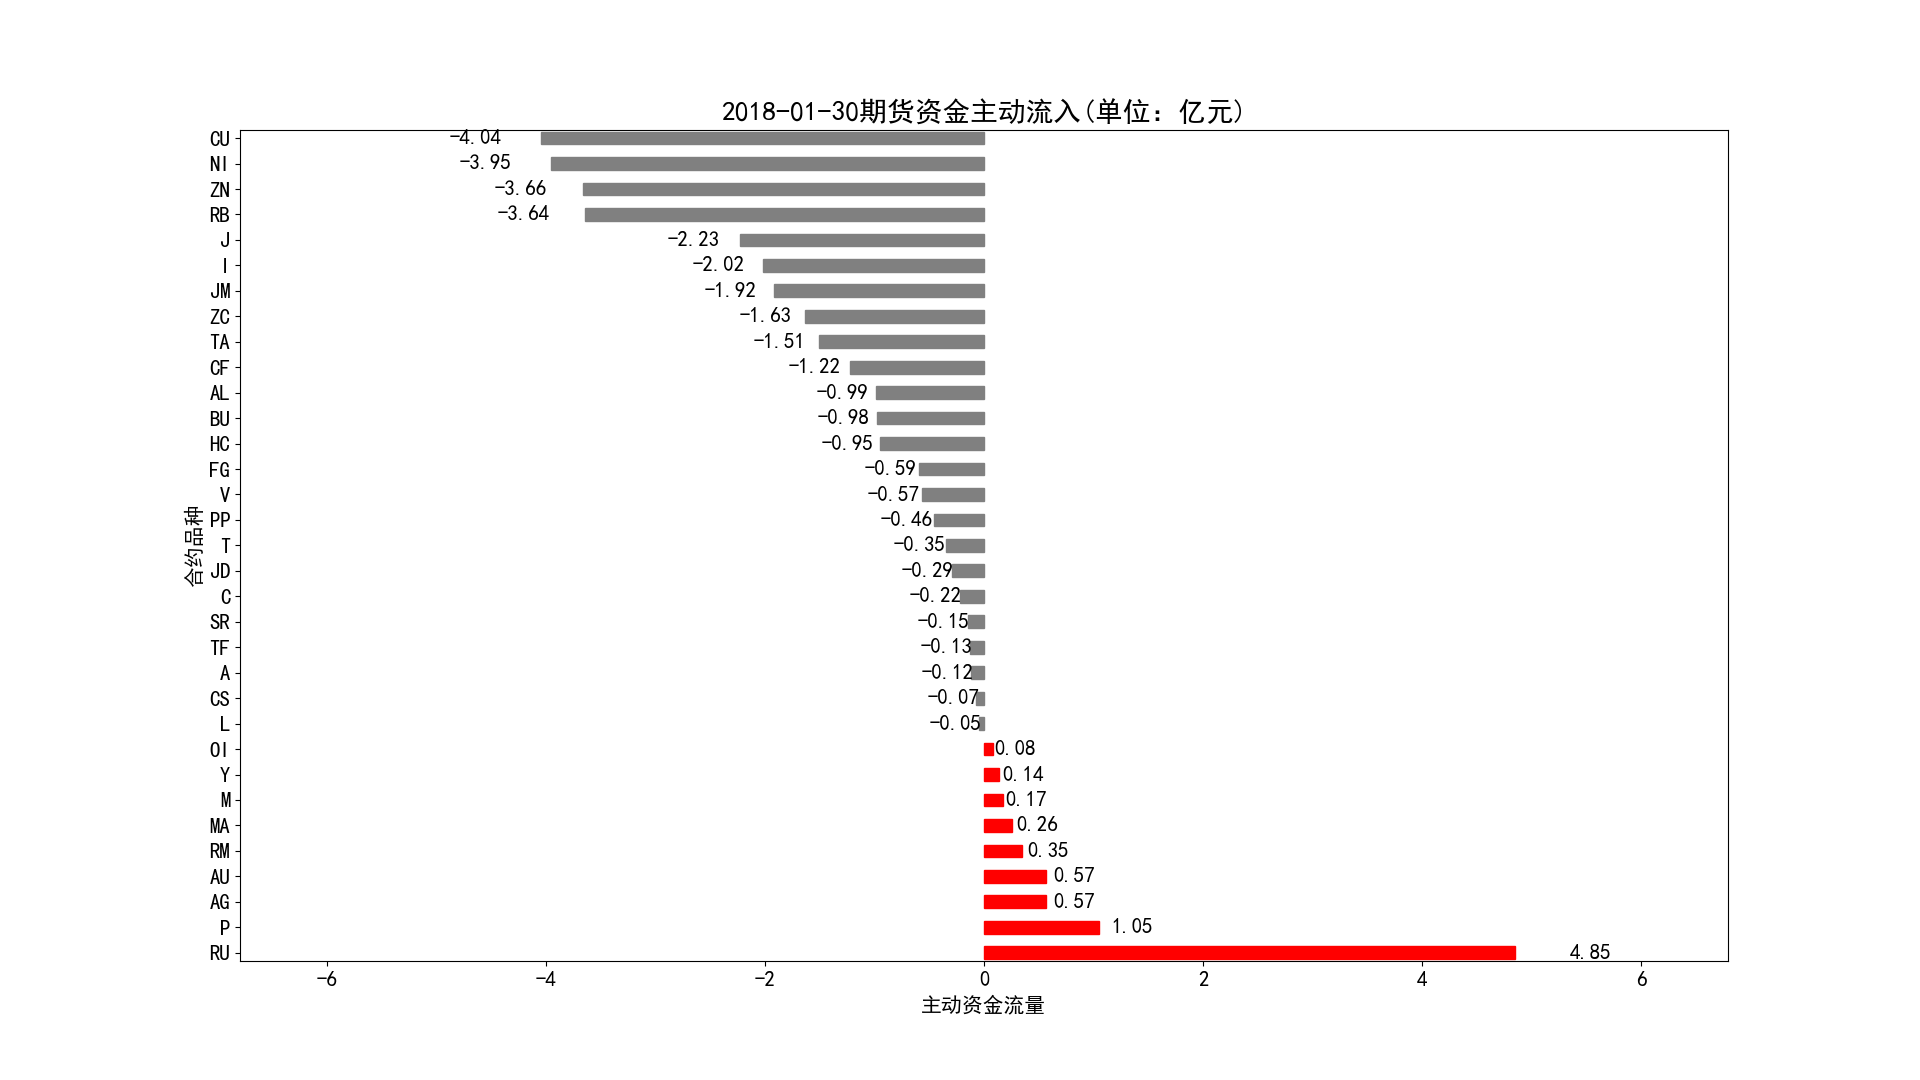 2018-01-30期货资金主动流入(单位：亿元)
CU -4.04
NI -3.95
ZN -3.66
RB -3.64
J -2.23
I -2.02
JM -1.92
ZC -1.63
TA -1.51
CF -1.22
AL -0.99
BU -0.98
HC -0.95
FG -0.59
V -0.57
PP -0.46
T -0.35
JD -0.29
C -0.22
SR -0.15
TF -0.13
A -0.12
CS -0.07
L -0.05
OI 0.08
Y 0.14
M 0.17
MA 0.26
RM 0.35
AU 0.57
AG 0.57
P 1.05
RU 4.85
合约品种
-6 -4 -2 0 2 4 6
主动资金流量